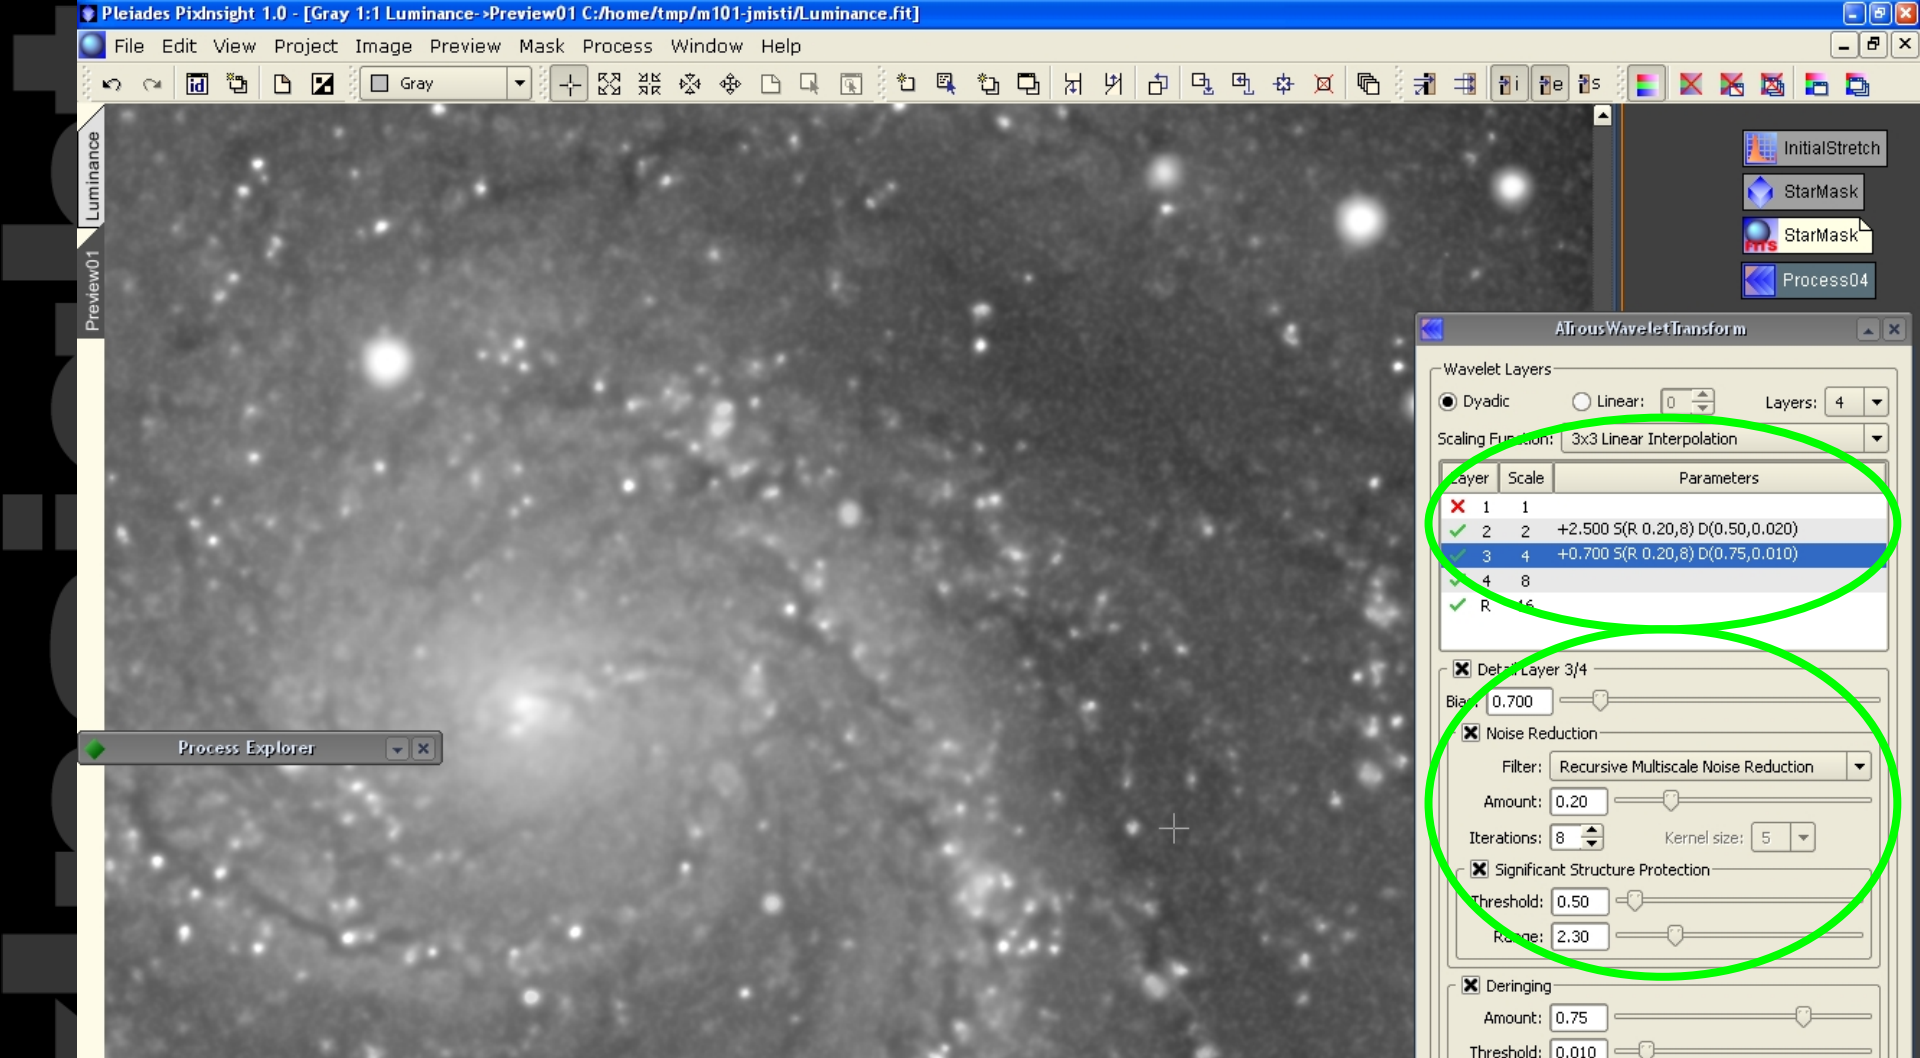 Pleiades PixInsight 1.0 - [Gray 1:1 Luminance->Preview01 C:/home/tmp/m101-jmisti/Luminance.fit]
File Edit View Project Image Preview Mask Process Window Help
Gray
Luminance
Preview01
InitialStretch
StarMask
FITS StarMask
Process04
ATrousWaveletTransform
Wavelet Layers
Dyadic Linear: 0 Layers: 4
Scaling Function: 3x3 Linear Interpolation
Layer Scale Parameters
1 1
2 2 +2.500 S(R 0.20,8) D(0.50,0.020)
3 4 +0.700 S(R 0.20,8) D(0.75,0.010)
4 8
R 16
Detail Layer 3/4
Bias: 0.700
Noise Reduction
Filter: Recursive Multiscale Noise Reduction
Amount: 0.20
Iterations: 8 Kernel size: 5
Significant Structure Protection
Threshold: 0.50
Range: 2.30
Process Explorer
Deringing
Amount: 0.75
Threshold: 0.010